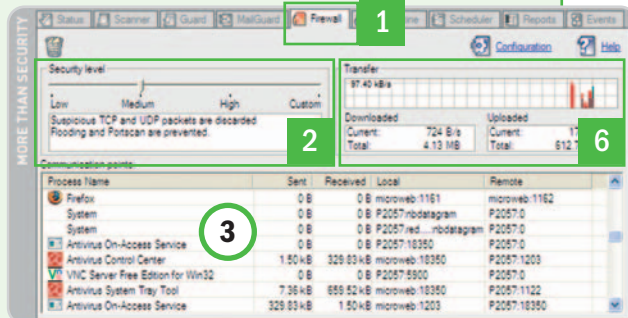 MORE THAN SECURITY
Status Scanner Guard MailGuard Firewall Scheduler Reports Events
1
Configuration Help
Security level
Low Medium High Custom
Suspicious TCP and UDP packets are discarded
Flooding and Portscan are prevented.
2
Transfer
97.40 kB/s
Downloaded Uploaded
Current: 724 B/s Current:
Total: 4.13 MB Total:
6
Communication points:
Process Name Sent Received Local Remote
Firefox 0 B 0 B microweb:1161 microweb:1162
System 0 B 0 B P2057:nbdatagram P2057:0
System 0 B 0 B P2057.red....nbdatagram P2057:0
Antivirus On-Access Service 0 B 0 B P2057:18350 P2057:0
Antivirus Control Center 1.50 kB 329.83 kB microweb:18350 P2057:1203
VNC Server Free Edition for Win32 0 B 0 B P2057:5900 P2057:0
Antivirus System Tray Tool 7.36 kB 659.52 kB microweb:18350 P2057:1122
Antivirus On-Access Service 329.83 kB 1.50 kB microweb:1203 P2057:18350
3